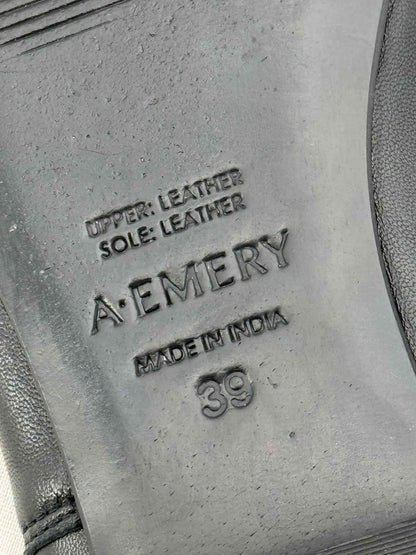 UPPER: LEATHER
SOLE: LEATHER
A·EMERY
MADE IN INDIA
39